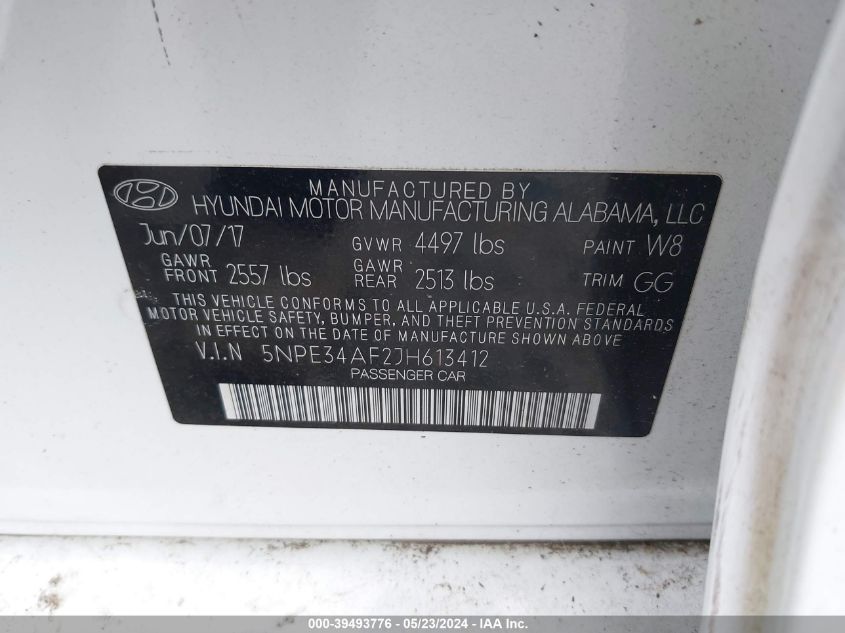 MANUFACTURED BY
HYUNDAI MOTOR MANUFACTURING ALABAMA, LLC
Jun/07/17 GVWR 4497 lbs PAINT W8
GAWR FRONT 2557 lbs GAWR REAR 2513 lbs TRIM GG
THIS VEHICLE CONFORMS TO ALL APPLICABLE U.S.A. FEDERAL
MOTOR VEHICLE SAFETY, BUMPER, AND THEFT PREVENTION STANDARDS
IN EFFECT ON THE DATE OF MANUFACTURE SHOWN ABOVE.
V.I.N 5NPE34AF2JH613412
PASSENGER CAR
000-39493776 - 05/23/2024 - IAA Inc.